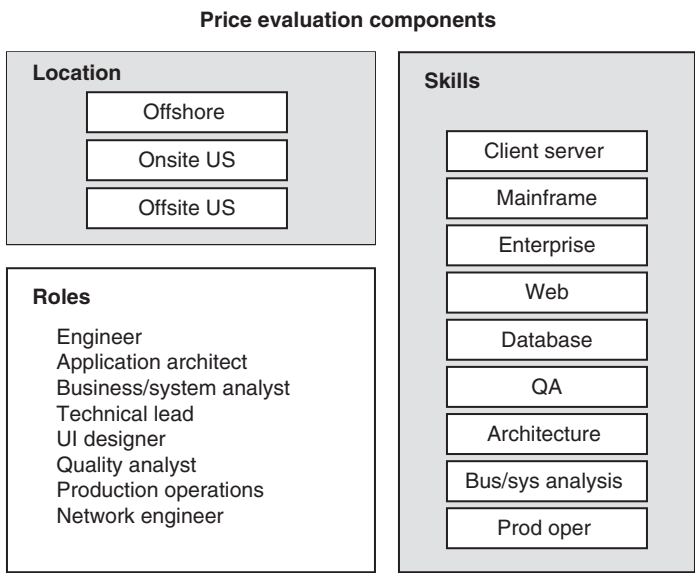 Price evaluation components
Location
Offshore
Onsite US
Offsite US
Roles
Engineer
Application architect
Business/system analyst
Technical lead
UI designer
Quality analyst
Production operations
Network engineer
Skills
Client server
Mainframe
Enterprise
Web
Database
QA
Architecture
Bus/sys analysis
Prod oper